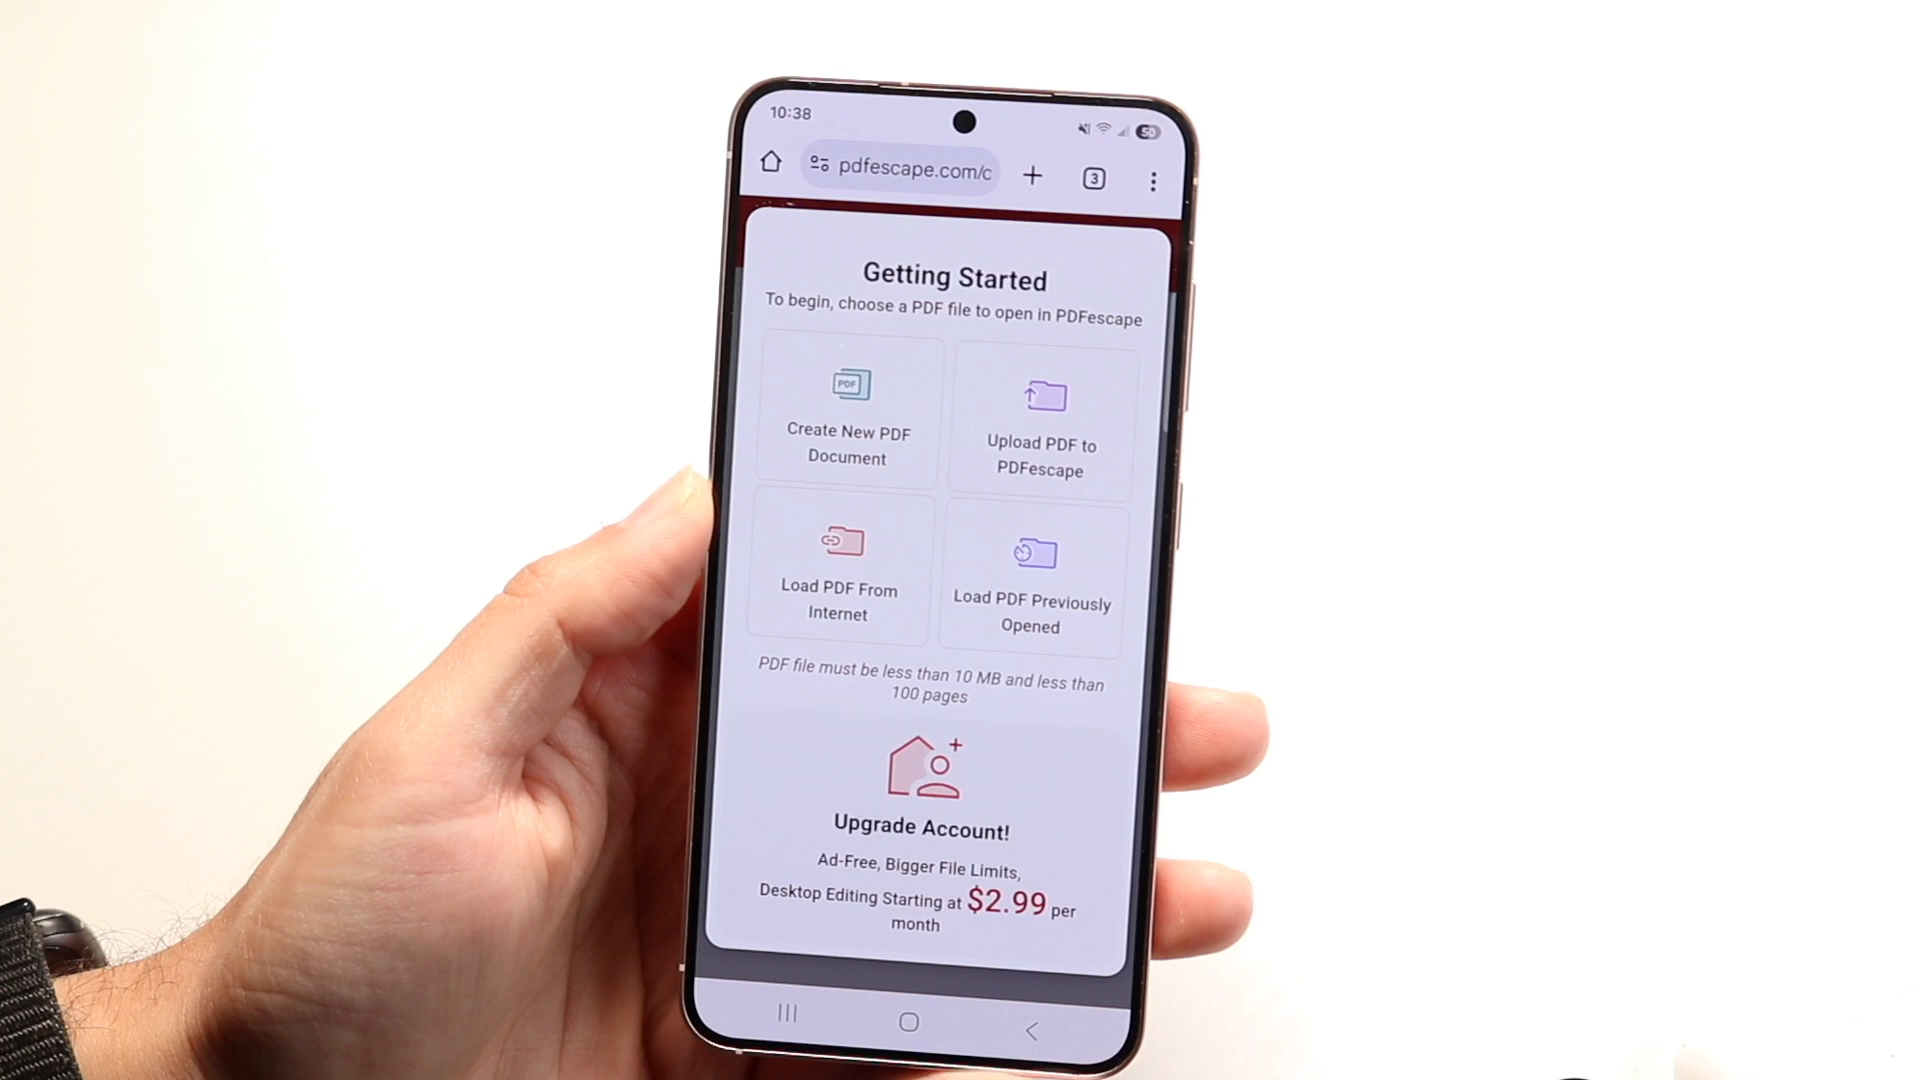 10:38
50
pdfescape.com/c
3
Getting Started
To begin, choose a PDF file to open in PDFescape
PDF
Create New PDF
Document
Upload PDF to
PDFescape
Load PDF From
Internet
Load PDF Previously
Opened
PDF file must be less than 10 MB and less than
100 pages
Upgrade Account!
Ad-Free, Bigger File Limits,
Desktop Editing Starting at $2.99 per
month